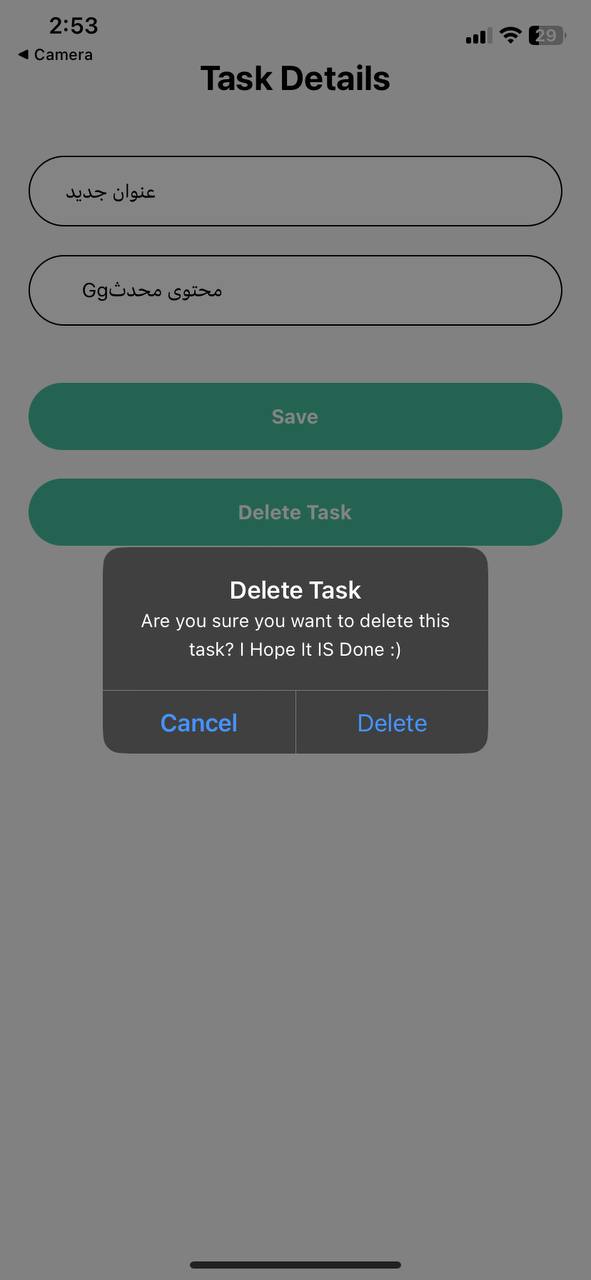 2:53
29
◀ Camera
Task Details
عنوان جديد
محتوى محدثGg
Save
Delete Task
Delete Task
Are you sure you want to delete this
task? I Hope It IS Done :)
Cancel
Delete